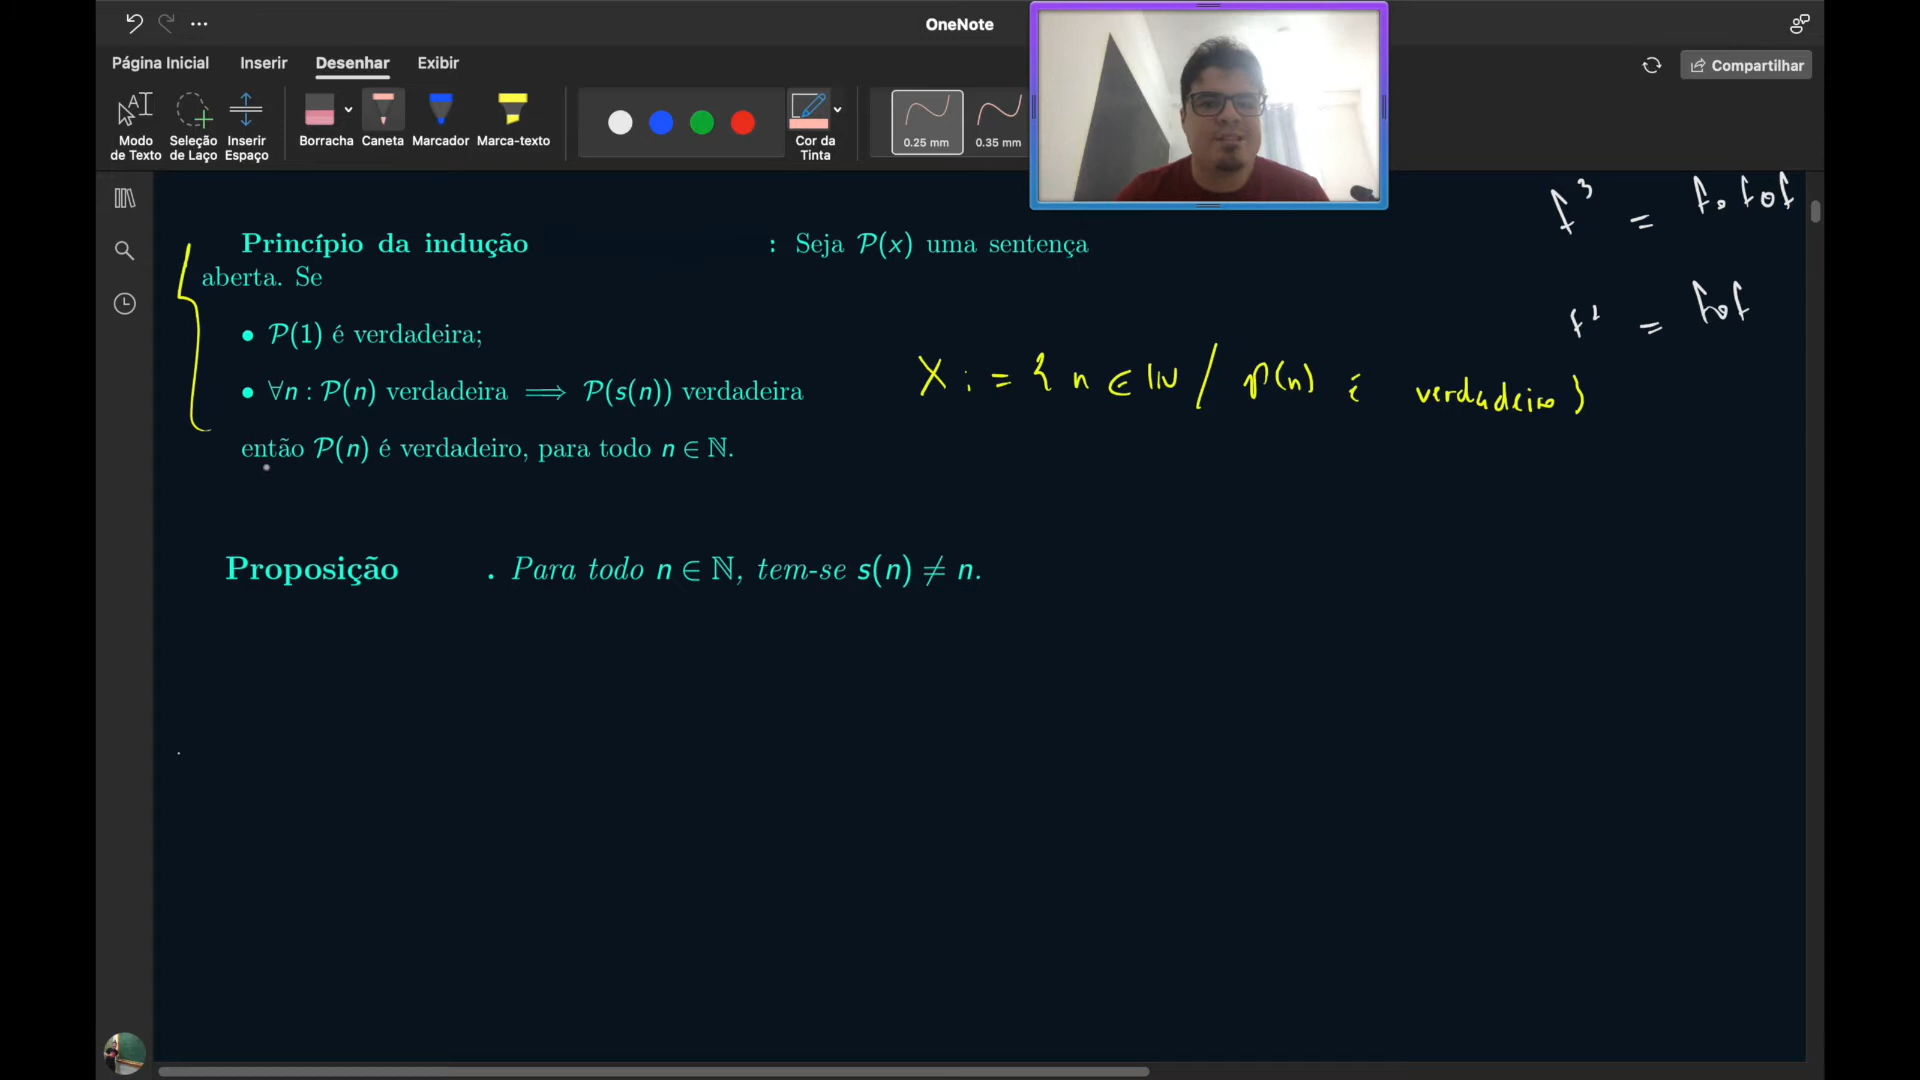 OneNote
Página Inicial Inserir Desenhar Exibir
Compartilhar
Modo de Texto
Seleção de Laço
Inserir Espaço
Borracha
Caneta
Marcador
Marca-texto
Cor da Tinta
0.25 mm
0.35 mm
f³ = fofof
f² = fof
Princípio da indução : Seja P(x) uma sentença
aberta. Se
• P(1) é verdadeira;
• ∀n : P(n) verdadeira ⟹ P(s(n)) verdadeira
então P(n) é verdadeiro, para todo n ∈ ℕ.
X := { n ∈ ℕ / P(n) é verdadeiro}
Proposição . Para todo n ∈ ℕ, tem-se s(n) ≠ n.